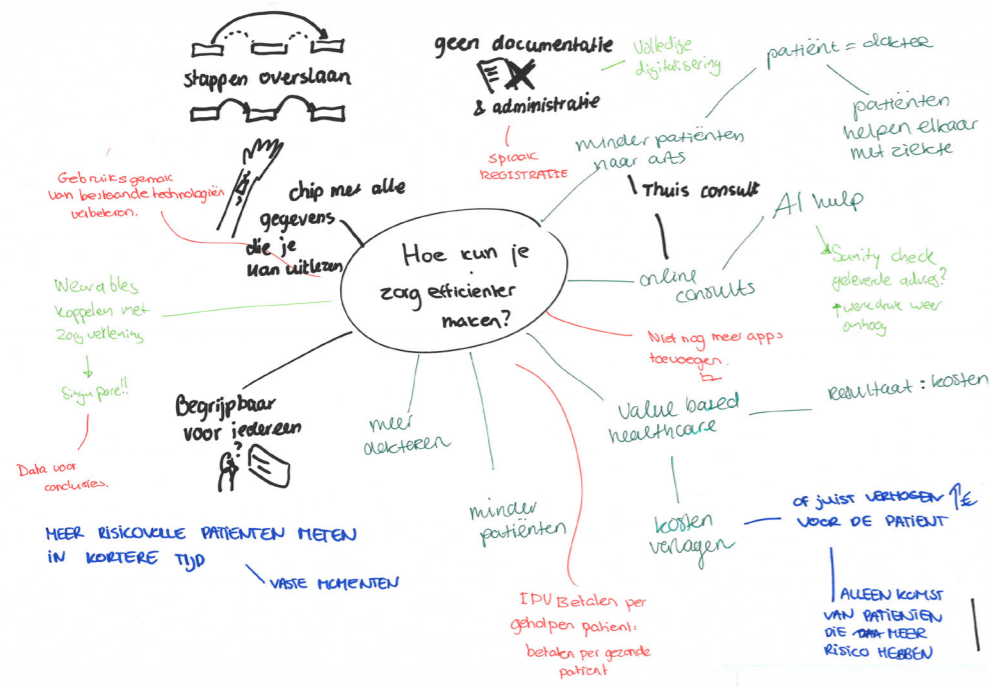 stappen overslaan
geen documentatie
& administratie
Volledige
digitalisering
spraak
REGISTRATIE
patiënt = dokter
patiënten
helpen elkaar
met ziekte
minder patiënten
naar arts
Thuis consult
AI hulp
Sanity check
geleverde advies?
↑ werkdruk weer
omhoog
online
consults
Gebruiksgemak
van bestaande technologiën
verbeteren.
chip met alle
gegevens
die je
kan uitlezen
Hoe kun je
zorg efficienter
maken?
Wearables
koppelen met
zorgverlening
Singapore!!
Data voor
conclusies.
Niet nog meer apps
toevoegen.
Value based
healthcare
resultaat : kosten
Begrijpbaar
voor iedereen
?
meer
dokteren
minder
patiënten
kosten
verlagen
of juist VERHOGEN ↑€
VOOR DE PATIENT
ALLEEN KOMST
VAN PATIENTEN
DIE MEER
RISICO HEBBEN
MEER RISICOVOLLE PATIENTEN METEN
IN KORTERE TIJD
VASTE MOMENTEN
IPV Betalen per
geholpen patient:
betalen per gezonde
patient